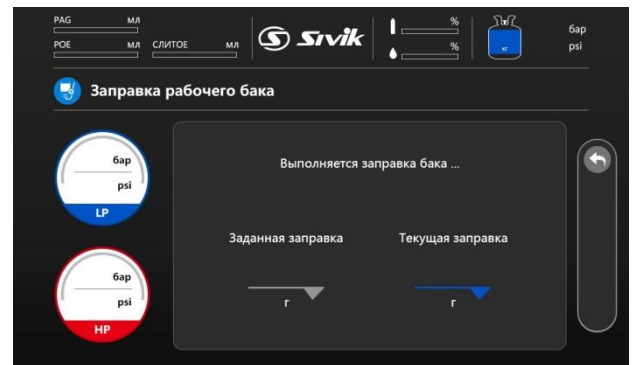 PAG мл
POE мл СЛИТОЕ мл
Sivik
%
%
кг
бар
psi
Заправка рабочего бака
бар
psi
LP
Выполняется заправка бака ...
Заданная заправка Текущая заправка
г г
бар
psi
HP